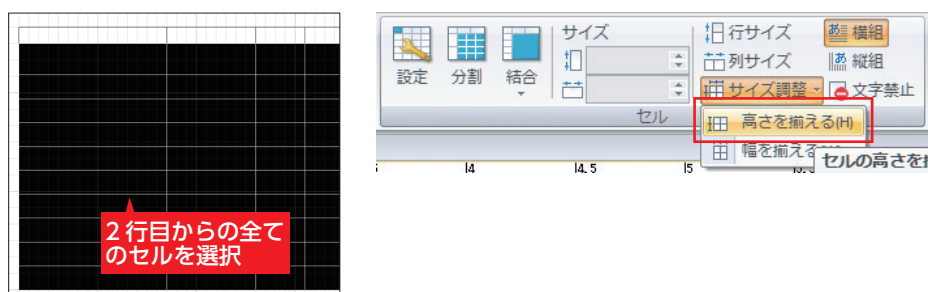 2行目からの全て
のセルを選択
設定
分割
結合
サイズ
行サイズ
列サイズ
サイズ調整
横組
縦組
文字禁止
セル
高さを揃える(H)
幅を揃える
セルの高さを
14
14.5
15